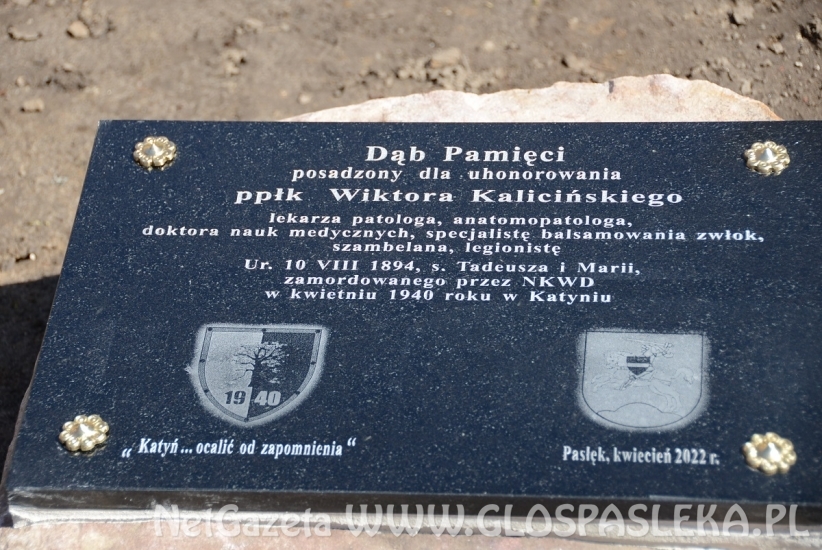 Dąb Pamięci
posadzony dla uhonorowania
ppłk Wiktora Kalicińskiego
lekarza patologa, anatomopatologa,
doktora nauk medycznych, specjalistę balsamowania zwłok,
szambelana, legionistę
Ur. 10 VIII 1894, s. Tadeusza i Marii,
zamordowanego przez NKWD
w kwietniu 1940 roku w Katyniu
19 40
„ Katyń... ocalić od zapomnienia “
Pasłęk, kwiecień 2022 r.
NetGazeta WWW.GLOSPASLEKA.PL